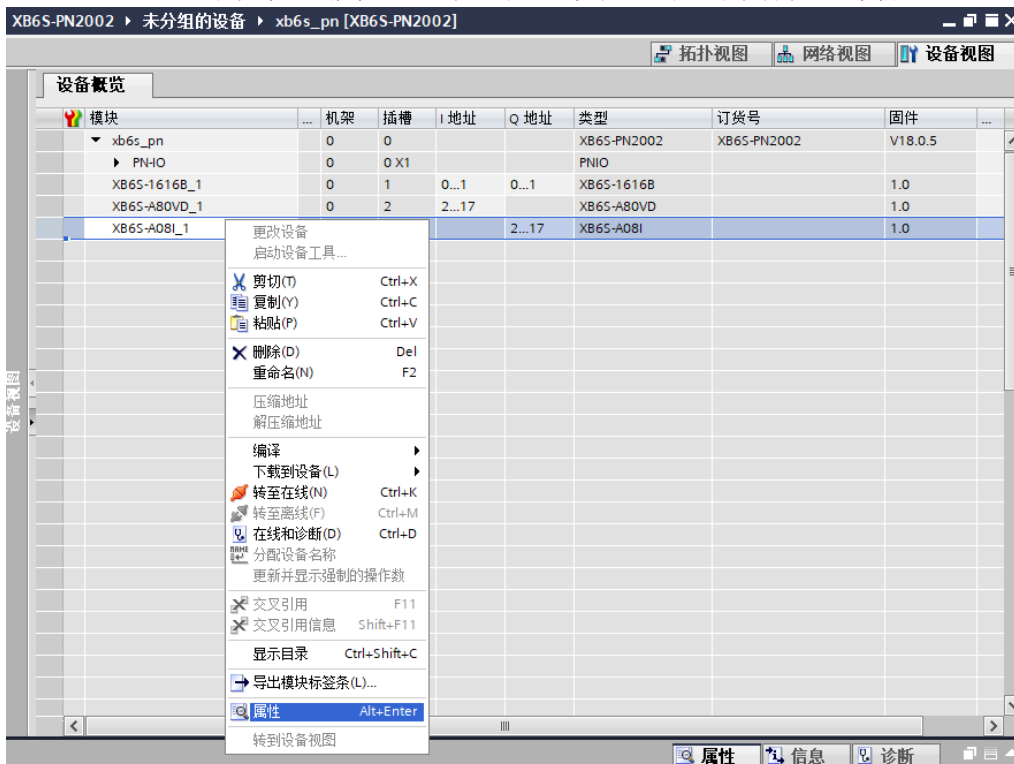 XB6S-PN2002 ▸ 未分组的设备 ▸ xb6s_pn [XB6S-PN2002]
拓扑视图 网络视图 设备视图
设备概览
模块 ... 机架 插槽 I 地址 Q 地址 类型 订货号 固件 ...
xb6s_pn 0 0 XB6S-PN2002 XB6S-PN2002 V18.0.5
PN-IO 0 0 X1 PNIO
XB6S-1616B_1 0 1 0...1 0...1 XB6S-1616B 1.0
XB6S-A80VD_1 0 2 2...17 XB6S-A80VD 1.0
XB6S-A08I_1 2...17 XB6S-A08I 1.0
更改设备
启动设备工具...
剪切(T) Ctrl+X
复制(Y) Ctrl+C
粘贴(P) Ctrl+V
删除(D) Del
重命名(N) F2
压缩地址
解压缩地址
编译
下载到设备(L)
转至在线(N) Ctrl+K
转至离线(F) Ctrl+M
在线和诊断(D) Ctrl+D
分配设备名称
更新并显示强制的操作数
交叉引用 F11
交叉引用信息 Shift+F11
显示目录 Ctrl+Shift+C
导出模块标签条(L)...
属性 Alt+Enter
转到设备视图
设备视图
属性 信息 诊断